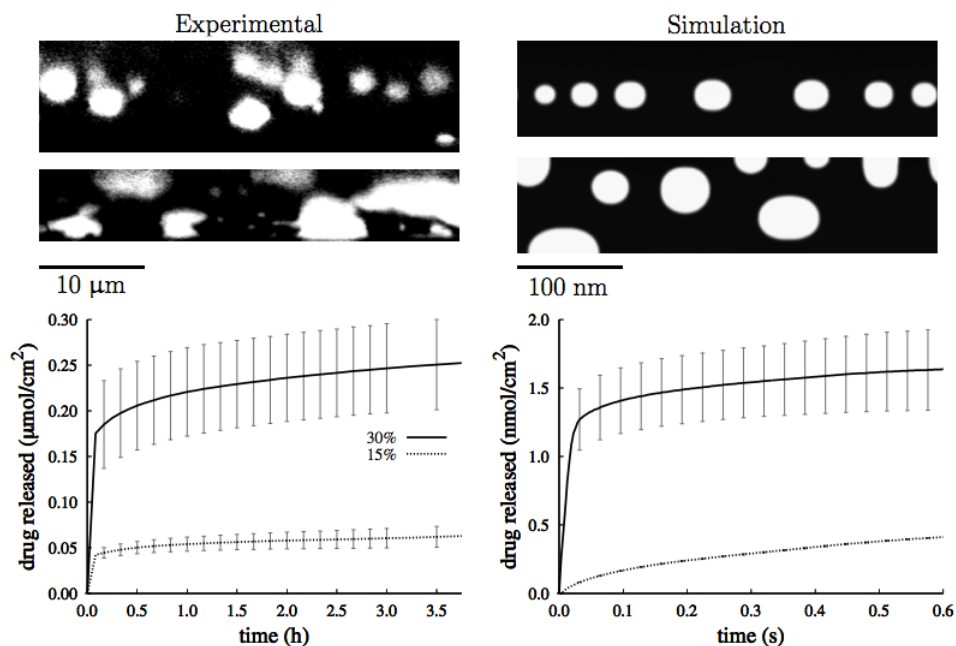 Experimental
Simulation
10 μm
100 nm
0.30
0.25
0.20
0.15
0.10
0.05
0.00
drug released (μmol/cm²)
30%
15%
0.0 0.5 1.0 1.5 2.0 2.5 3.0 3.5
time (h)
2.0
1.5
1.0
0.5
0.0
drug released (nmol/cm²)
0.0 0.1 0.2 0.3 0.4 0.5 0.6
time (s)